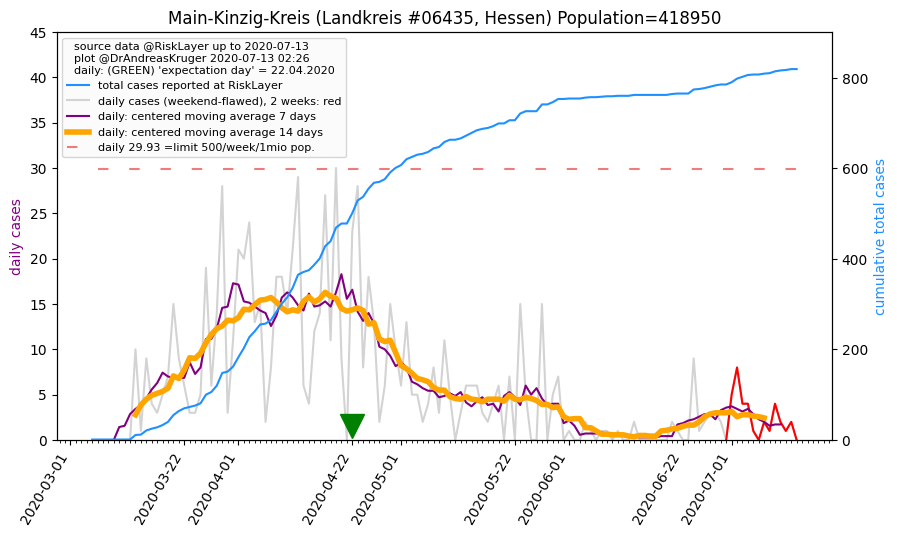 Main-Kinzig-Kreis (Landkreis #06435, Hessen) Population=418950
source data @RiskLayer up to 2020-07-13
plot @DrAndreasKruger 2020-07-13 02:26
daily: (GREEN) 'expectation day' = 22.04.2020
total cases reported at RiskLayer
daily cases (weekend-flawed), 2 weeks: red
daily: centered moving average 7 days
daily: centered moving average 14 days
daily 29.93 =limit 500/week/1mio pop.
daily cases
45
40
35
30
25
20
15
10
5
0
cumulative total cases
800
600
400
200
0
2020-03-01
2020-03-22
2020-04-01
2020-04-22
2020-05-01
2020-05-22
2020-06-01
2020-06-22
2020-07-01